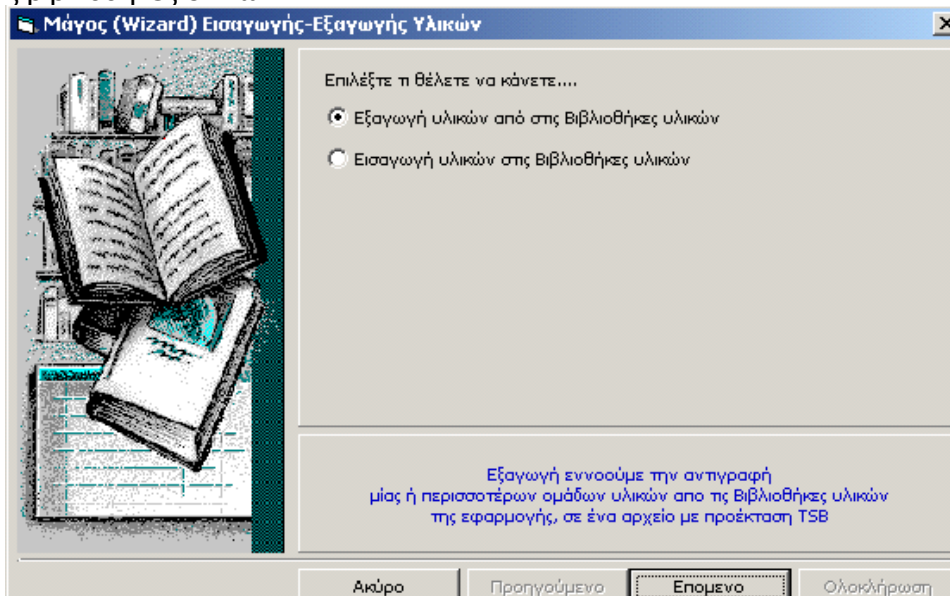 Μάγος (Wizard) Εισαγωγής-Εξαγωγής Υλικών
Επιλέξτε τι θέλετε να κάνετε....
Εξαγωγή υλικών από στις Βιβλιοθήκες υλικών
Εισαγωγή υλικών στις Βιβλιοθήκες υλικών
Εξαγωγή εννοούμε την αντιγραφή
μίας ή περισσοτέρων ομάδων υλικών απο τις Βιβλιοθήκες υλικών
της εφαρμογής, σε ένα αρχείο με προέκταση TSB
Ακύρο Προηγούμενο Επομενο Ολοκλήρωση